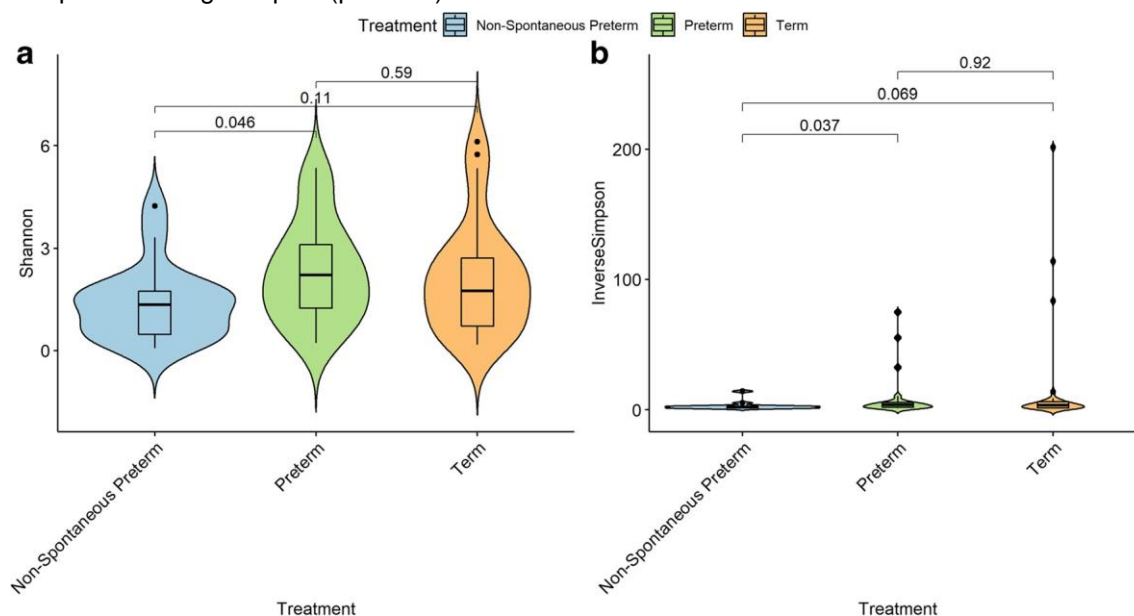 Treatment Non-Spontaneous Preterm Preterm Term
a
b
0.59
0.11
0.046
0.92
0.069
0.037
6
3
0
Shannon
200
100
0
InverseSimpson
Non-Spontaneous Preterm
Preterm
Term
Non-Spontaneous Preterm
Preterm
Term
Treatment
Treatment